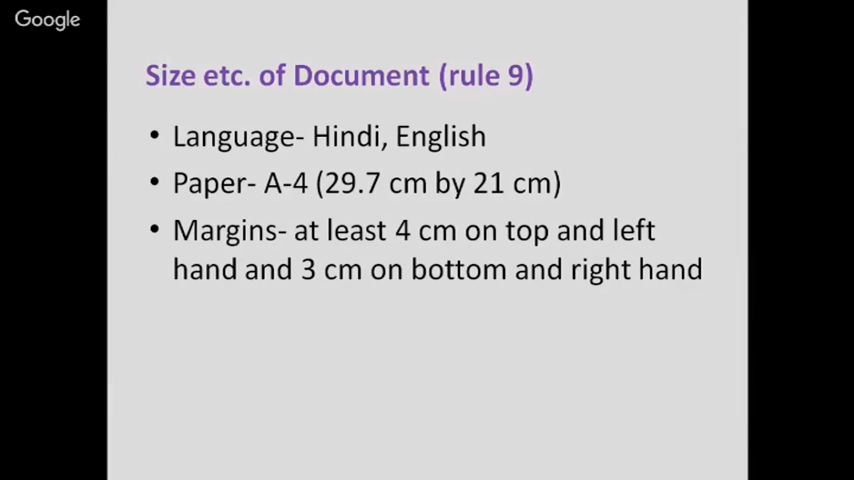 Google
Size etc. of Document (rule 9)
• Language- Hindi, English
• Paper- A-4 (29.7 cm by 21 cm)
• Margins- at least 4 cm on top and left
hand and 3 cm on bottom and right hand